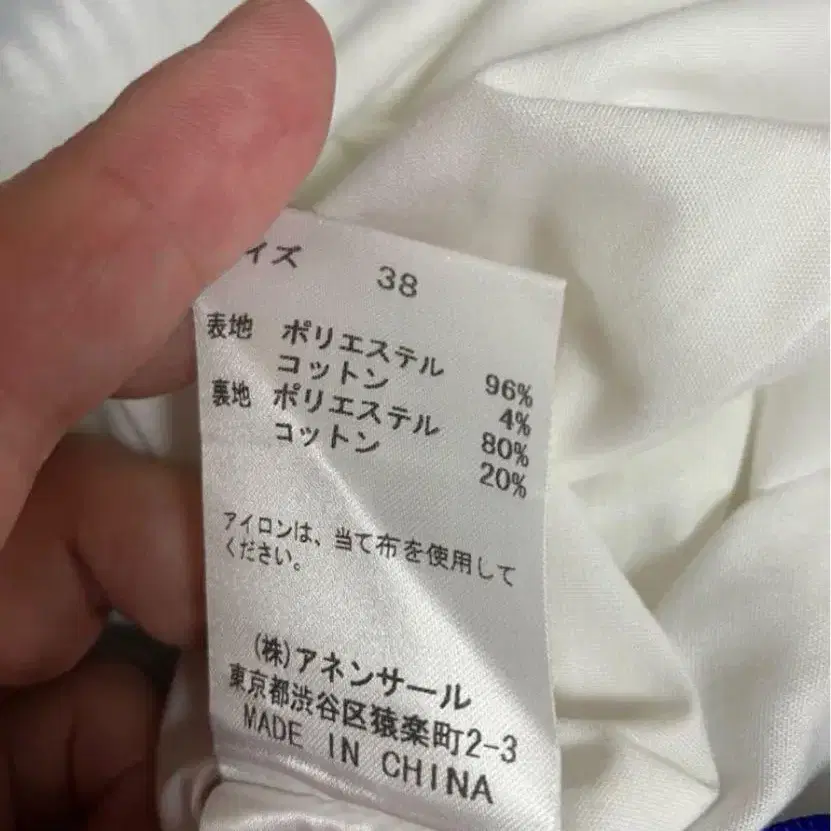 イズ 38
表地 ポリエステル 96%
コットン 4%
裏地 ポリエステル 80%
コットン 20%
アイロンは、当て布を使用して
ください。
(株)アネンサール
東京都渋谷区猿楽町2-3
MADE IN CHINA